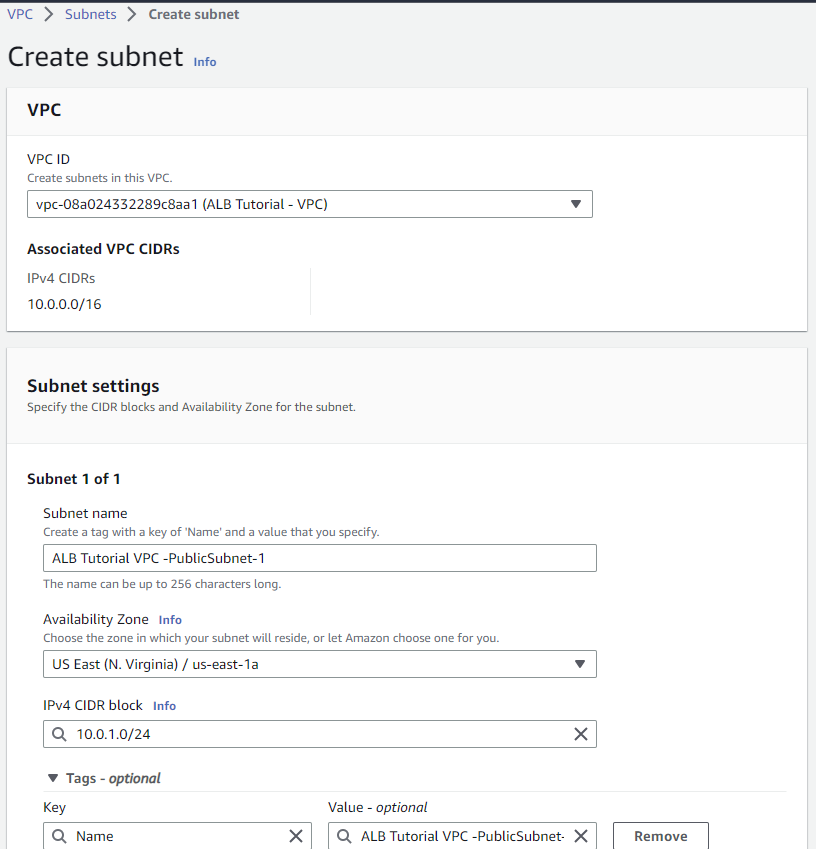 VPC > Subnets > Create subnet
Create subnet Info
VPC
VPC ID
Create subnets in this VPC.
vpc-08a024332289c8aa1 (ALB Tutorial - VPC)
Associated VPC CIDRs
IPv4 CIDRs
10.0.0.0/16
Subnet settings
Specify the CIDR blocks and Availability Zone for the subnet.
Subnet 1 of 1
Subnet name
Create a tag with a key of 'Name' and a value that you specify.
ALB Tutorial VPC -PublicSubnet-1
The name can be up to 256 characters long.
Availability Zone Info
Choose the zone in which your subnet will reside, or let Amazon choose one for you.
US East (N. Virginia) / us-east-1a
IPv4 CIDR block Info
10.0.1.0/24
Tags - optional
Key Value - optional
Name ALB Tutorial VPC -PublicSubnet- Remove